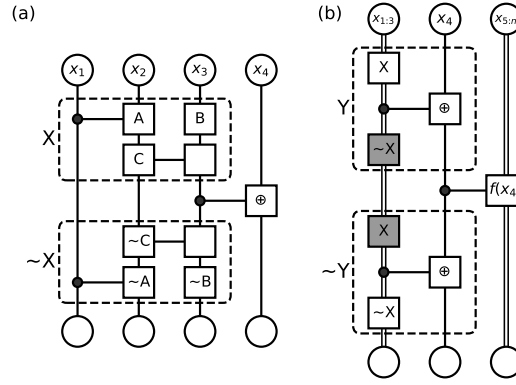 (a)
x1 x2 x3 x4
X
A B
C
⊕
~X
~C
~A ~B
(b)
x1:3 x4 x5:n
Y
X
⊕
~X
f(x4
X
~Y
⊕
~X